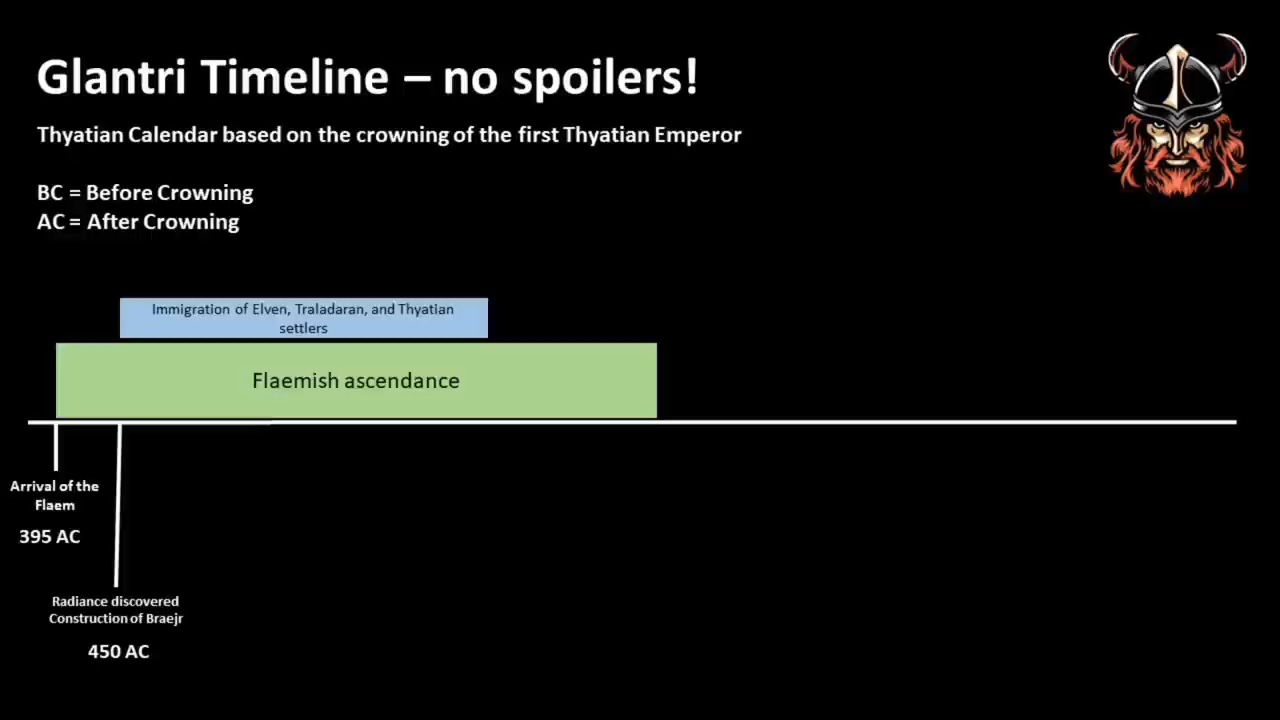 Glantri Timeline – no spoilers!
Thyatian Calendar based on the crowning of the first Thyatian Emperor
BC = Before Crowning
AC = After Crowning
Immigration of Elven, Traladaran, and Thyatian
settlers
Flaemish ascendance
Arrival of the
Flaem
395 AC
Radiance discovered
Construction of Braejr
450 AC